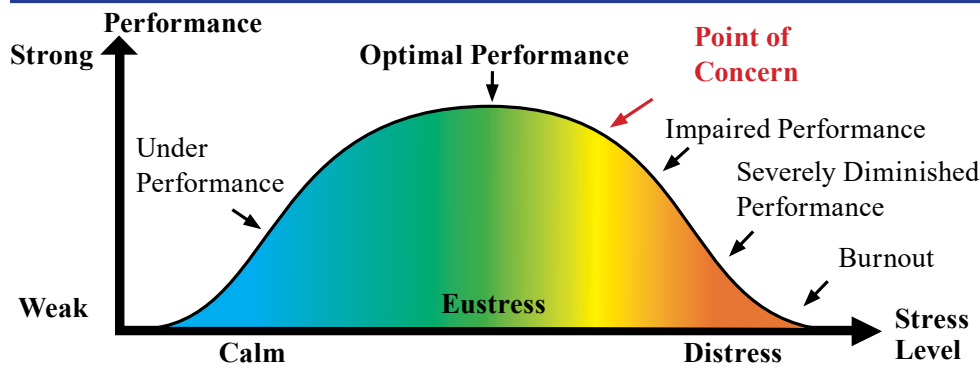 Performance
Strong
Optimal Performance
Point of
Concern
Under
Performance
Impaired Performance
Severely Diminished
Performance
Burnout
Weak
Eustress
Stress
Level
Calm
Distress